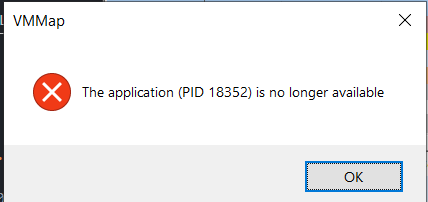 VMMap
The application (PID 18352) is no longer available
OK